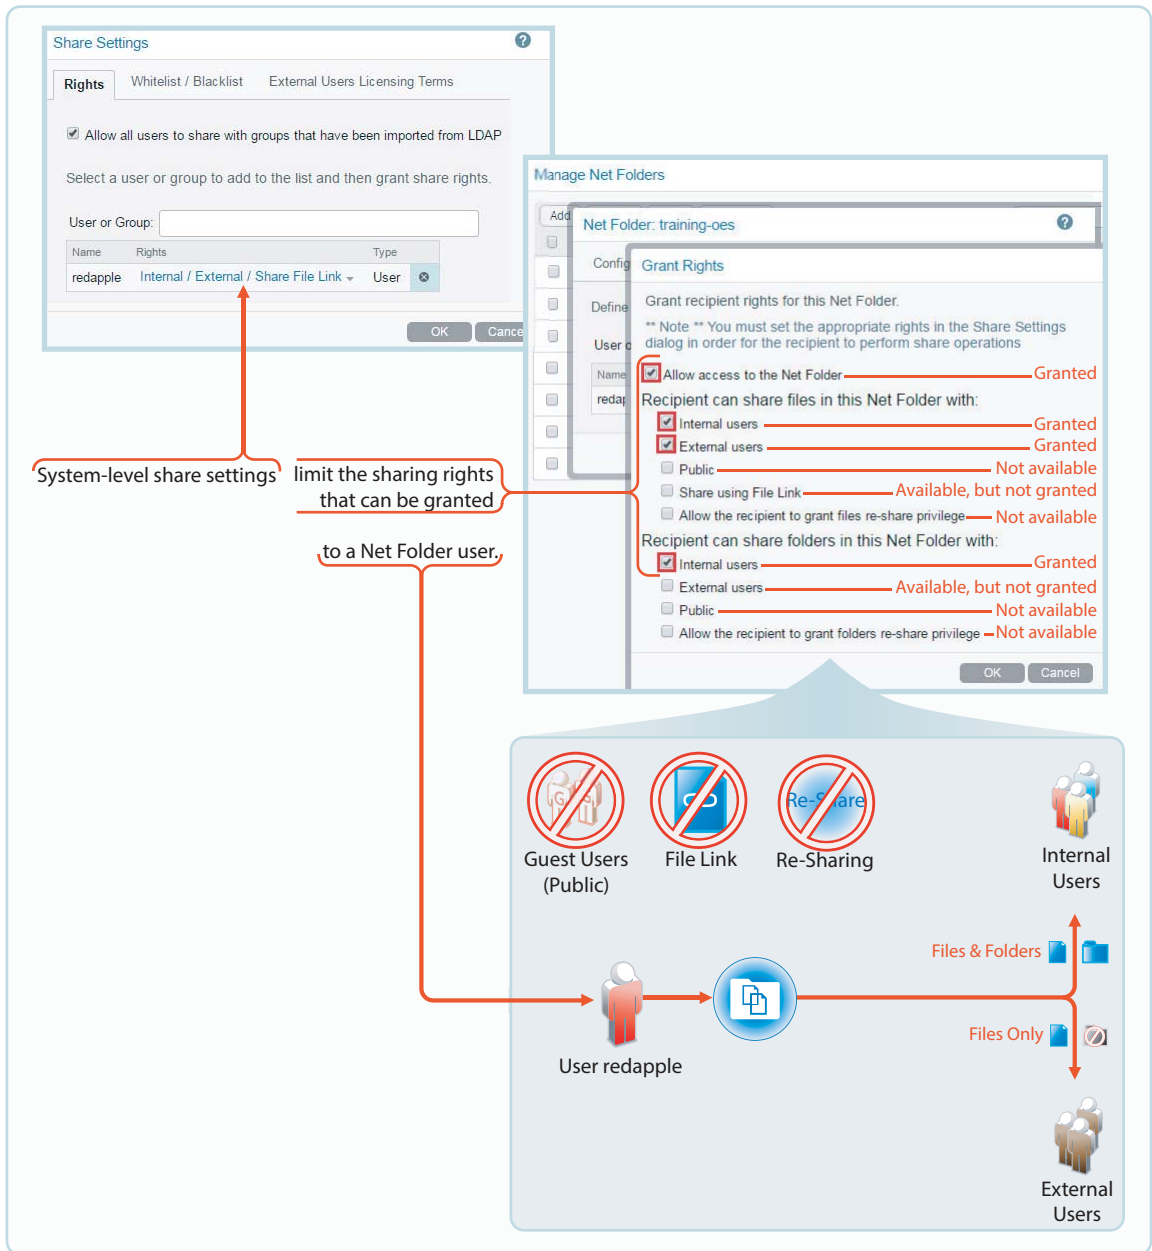 Share Settings
Rights
Whitelist / Blacklist
External Users Licensing Terms
Allow all users to share with groups that have been imported from LDAP
Select a user or group to add to the list and then grant share rights.
User or Group:
Name Rights Type
redapple Internal / External / Share File Link User
OK Cance
Manage Net Folders
Add
Net Folder: training-oes
Config
Define
User o
Name
redap
Grant Rights
Grant recipient rights for this Net Folder.
** Note ** You must set the appropriate rights in the Share Settings
dialog in order for the recipient to perform share operations
Allow access to the Net Folder Granted
Recipient can share files in this Net Folder with:
Internal users Granted
External users Granted
Public Not available
Share using File Link Available, but not granted
Allow the recipient to grant files re-share privilege Not available
Recipient can share folders in this Net Folder with:
Internal users Granted
External users Available, but not granted
Public Not available
Allow the recipient to grant folders re-share privilege Not available
OK Cancel
System-level share settings
limit the sharing rights
that can be granted
to a Net Folder user.
G
Re-Share
Guest Users
(Public)
File Link
Re-Sharing
Internal
Users
Files & Folders
Files Only
User redapple
External
Users